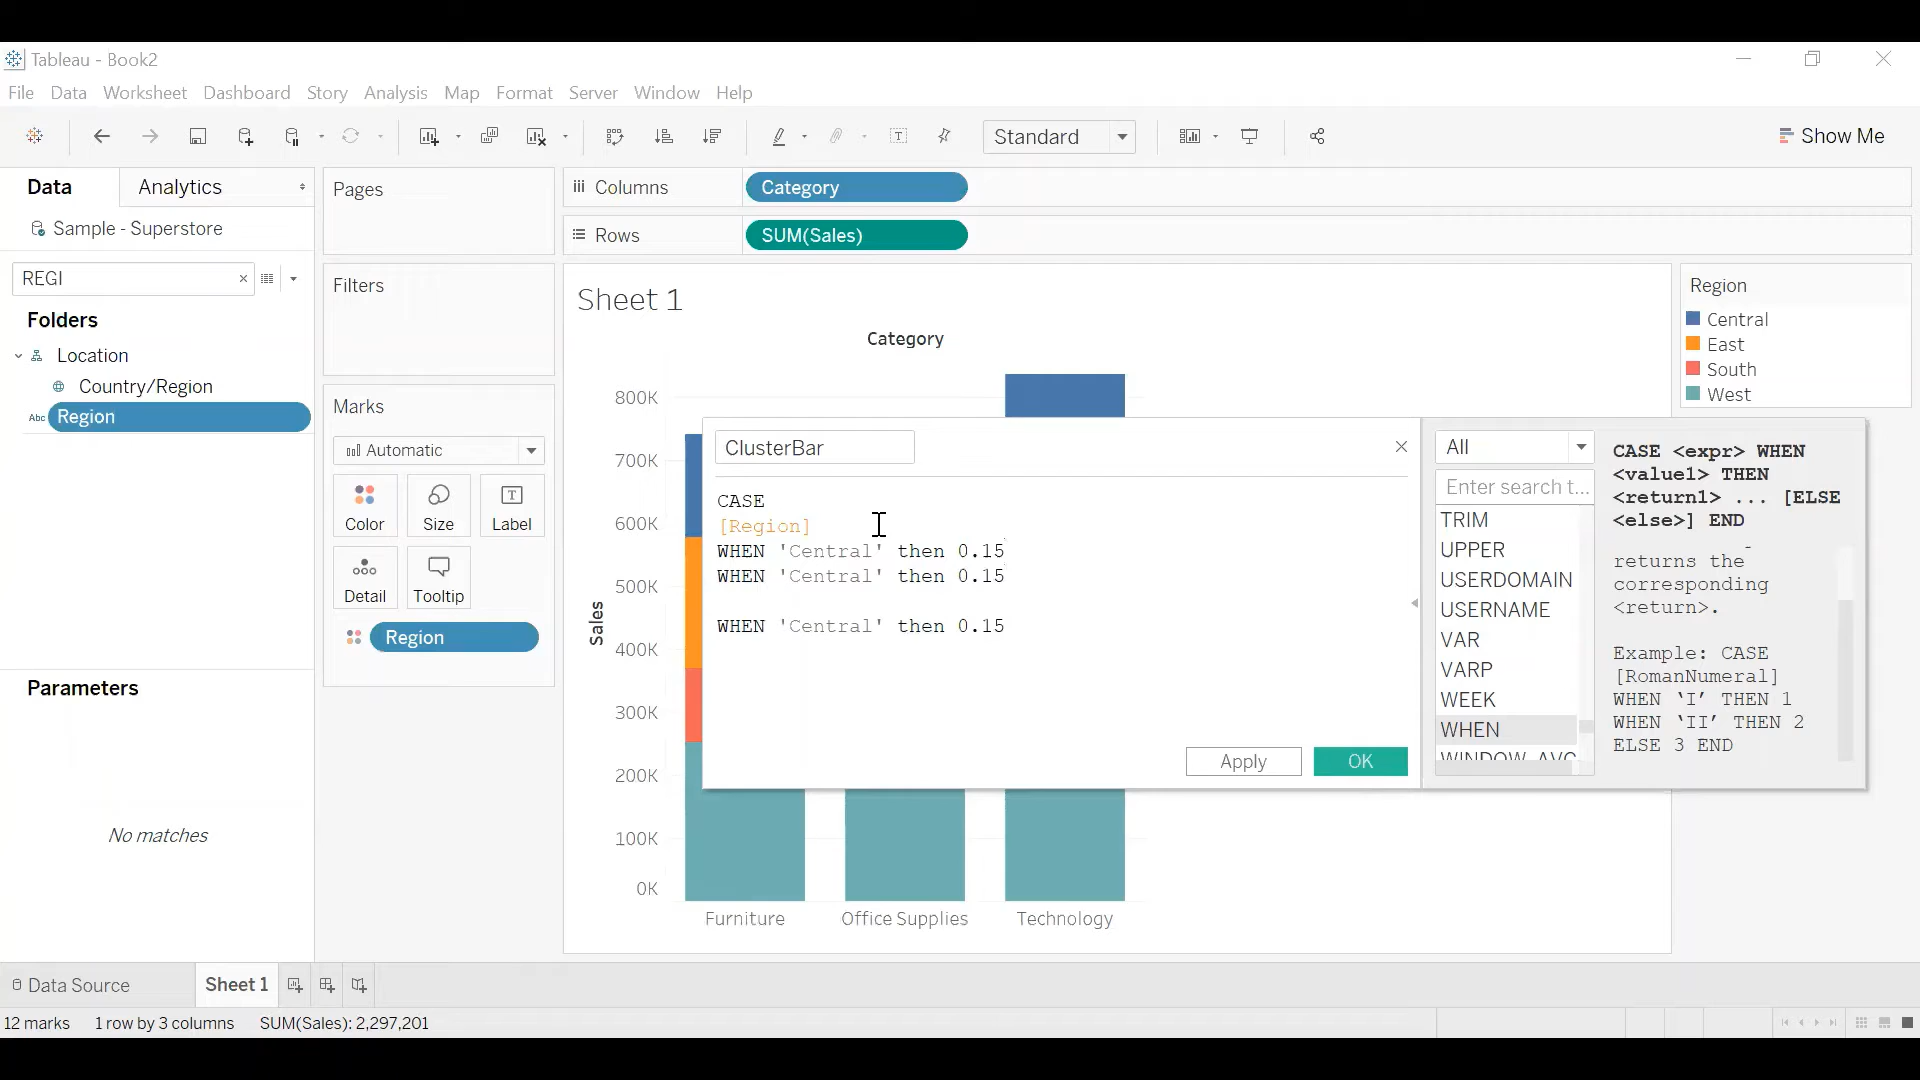 Tableau - Book2
File Data Worksheet Dashboard Story Analysis Map Format Server Window Help
Standard
Show Me
Data
Analytics
Sample - Superstore
REGI
Folders
Location
Country/Region
Abc Region
Parameters
No matches
Pages
Filters
Marks
Automatic
Color
Size
Label
Detail
Tooltip
Region
Columns
Category
Rows
SUM(Sales)
Sheet 1
Category
Sales
800K
700K
600K
500K
400K
300K
200K
100K
0K
Furniture
Office Supplies
Technology
Region
Central
East
South
West
ClusterBar
CASE
[Region]
WHEN 'Central' then 0.15
WHEN 'Central' then 0.15
WHEN 'Central' then 0.15
Apply
OK
All
Enter search t...
TRIM
UPPER
USERDOMAIN
USERNAME
VAR
VARP
WEEK
WHEN
WINDOW_AVG
CASE <expr> WHEN
<value1> THEN
<return1> ... [ELSE
<else>] END
returns the
corresponding
<return>.
Example: CASE
[RomanNumeral]
WHEN ‘I’ THEN 1
WHEN ‘II’ THEN 2
ELSE 3 END
Data Source
Sheet 1
12 marks
1 row by 3 columns
SUM(Sales): 2,297,201